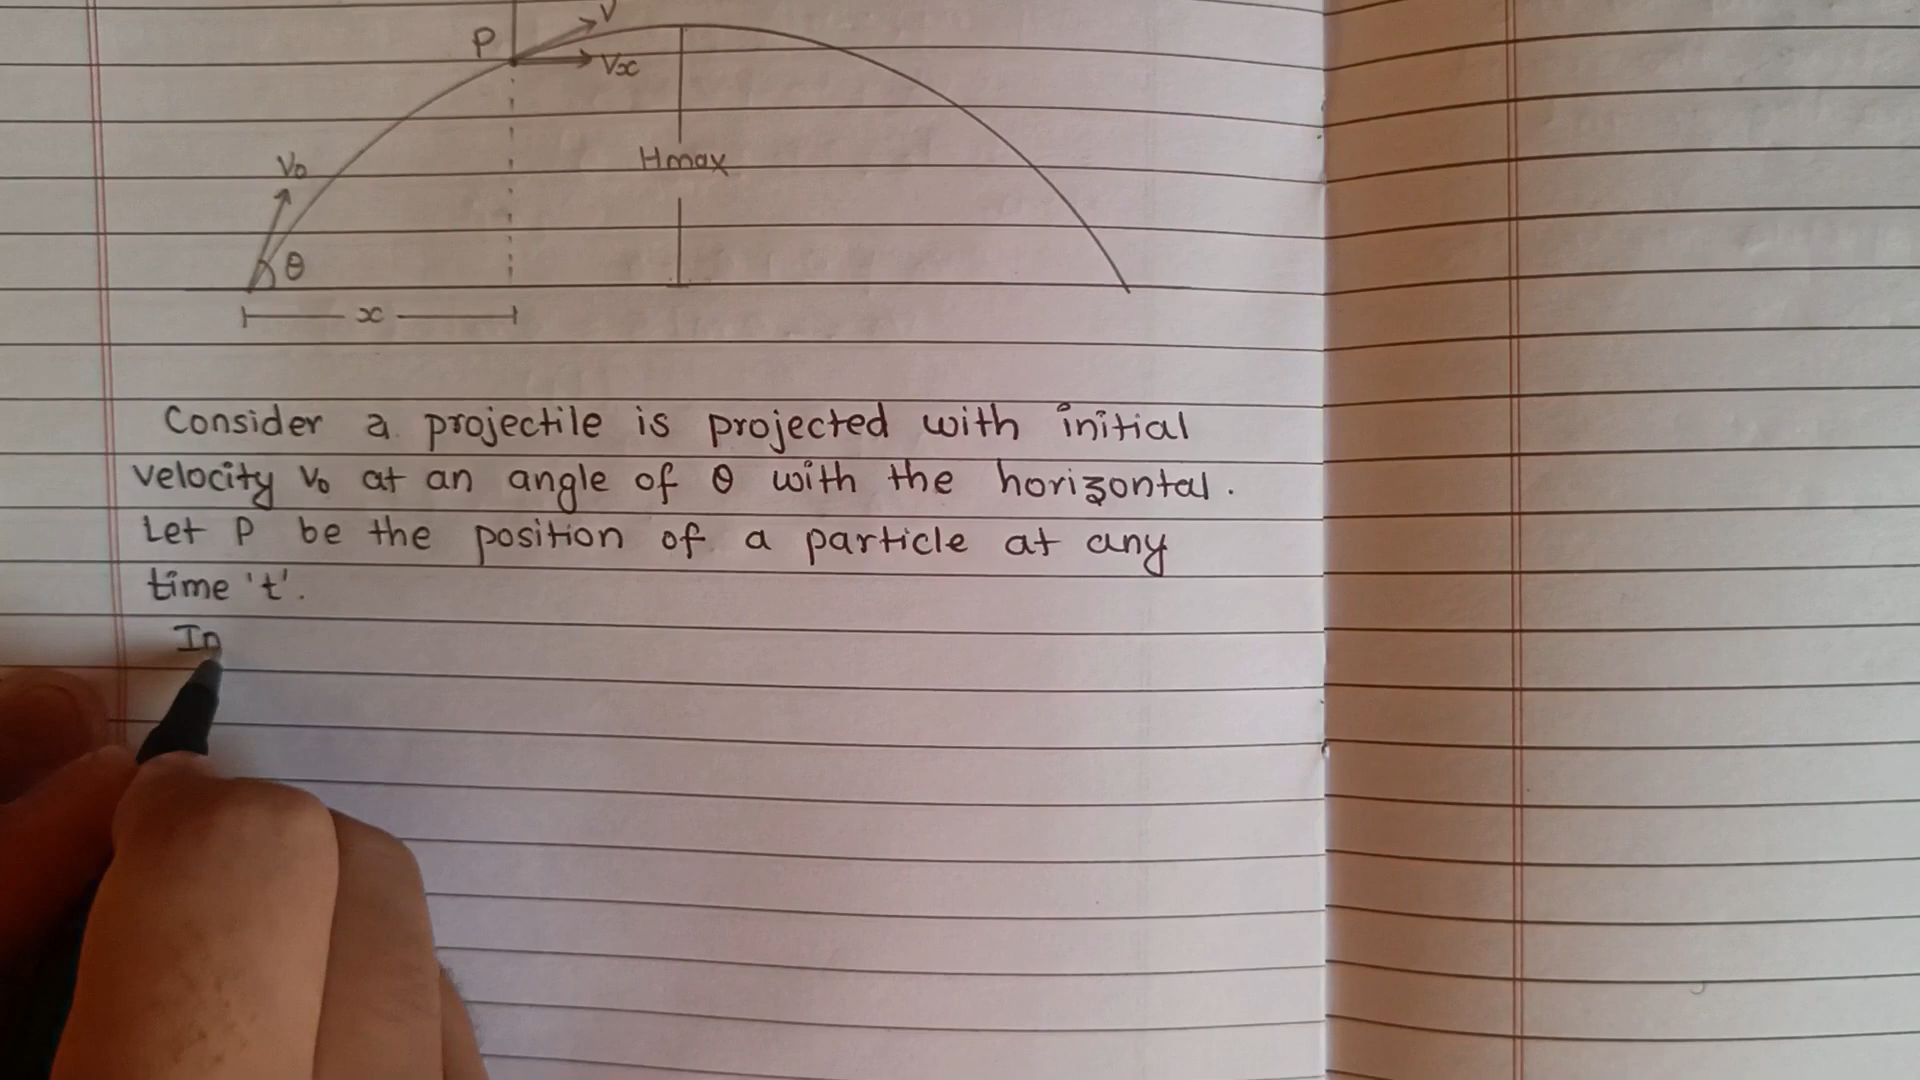 V
P
Vx
V₀
Hmax
θ
x
Consider a projectile is projected with initial
velocity V₀ at an angle of θ with the horizontal.
Let P be the position of a particle at any
time 't'.
In